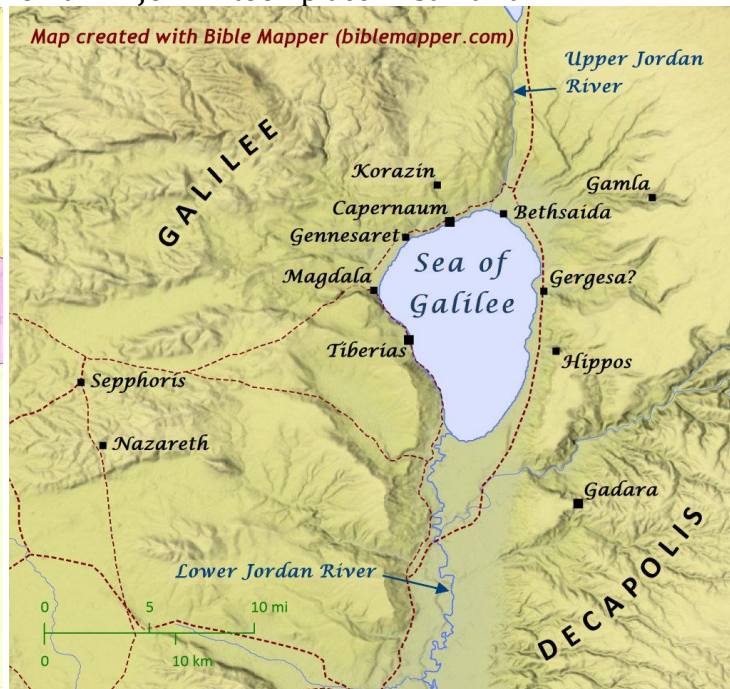 Map created with Bible Mapper (biblemapper.com)
Upper Jordan
River
GALILEE
Korazin
Gamla
Capernaum
Bethsaida
Gennesaret
Sea of
Galilee
Magdala
Gergesa?
Tiberias
Hippos
Sepphoris
Nazareth
Gadara
DECAPOLIS
Lower Jordan River
0 5 10 mi
0 10 km